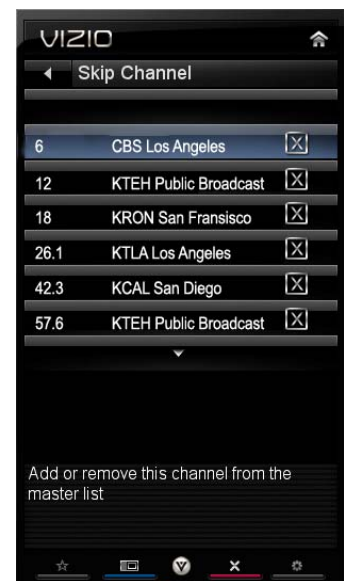 VIZIO
Skip Channel
6 CBS Los Angeles X
12 KTEH Public Broadcast X
18 KRON San Fransisco X
26.1 KTLA Los Angeles X
42.3 KCAL San Diego X
57.6 KTEH Public Broadcast X
Add or remove this channel from the
master list
V